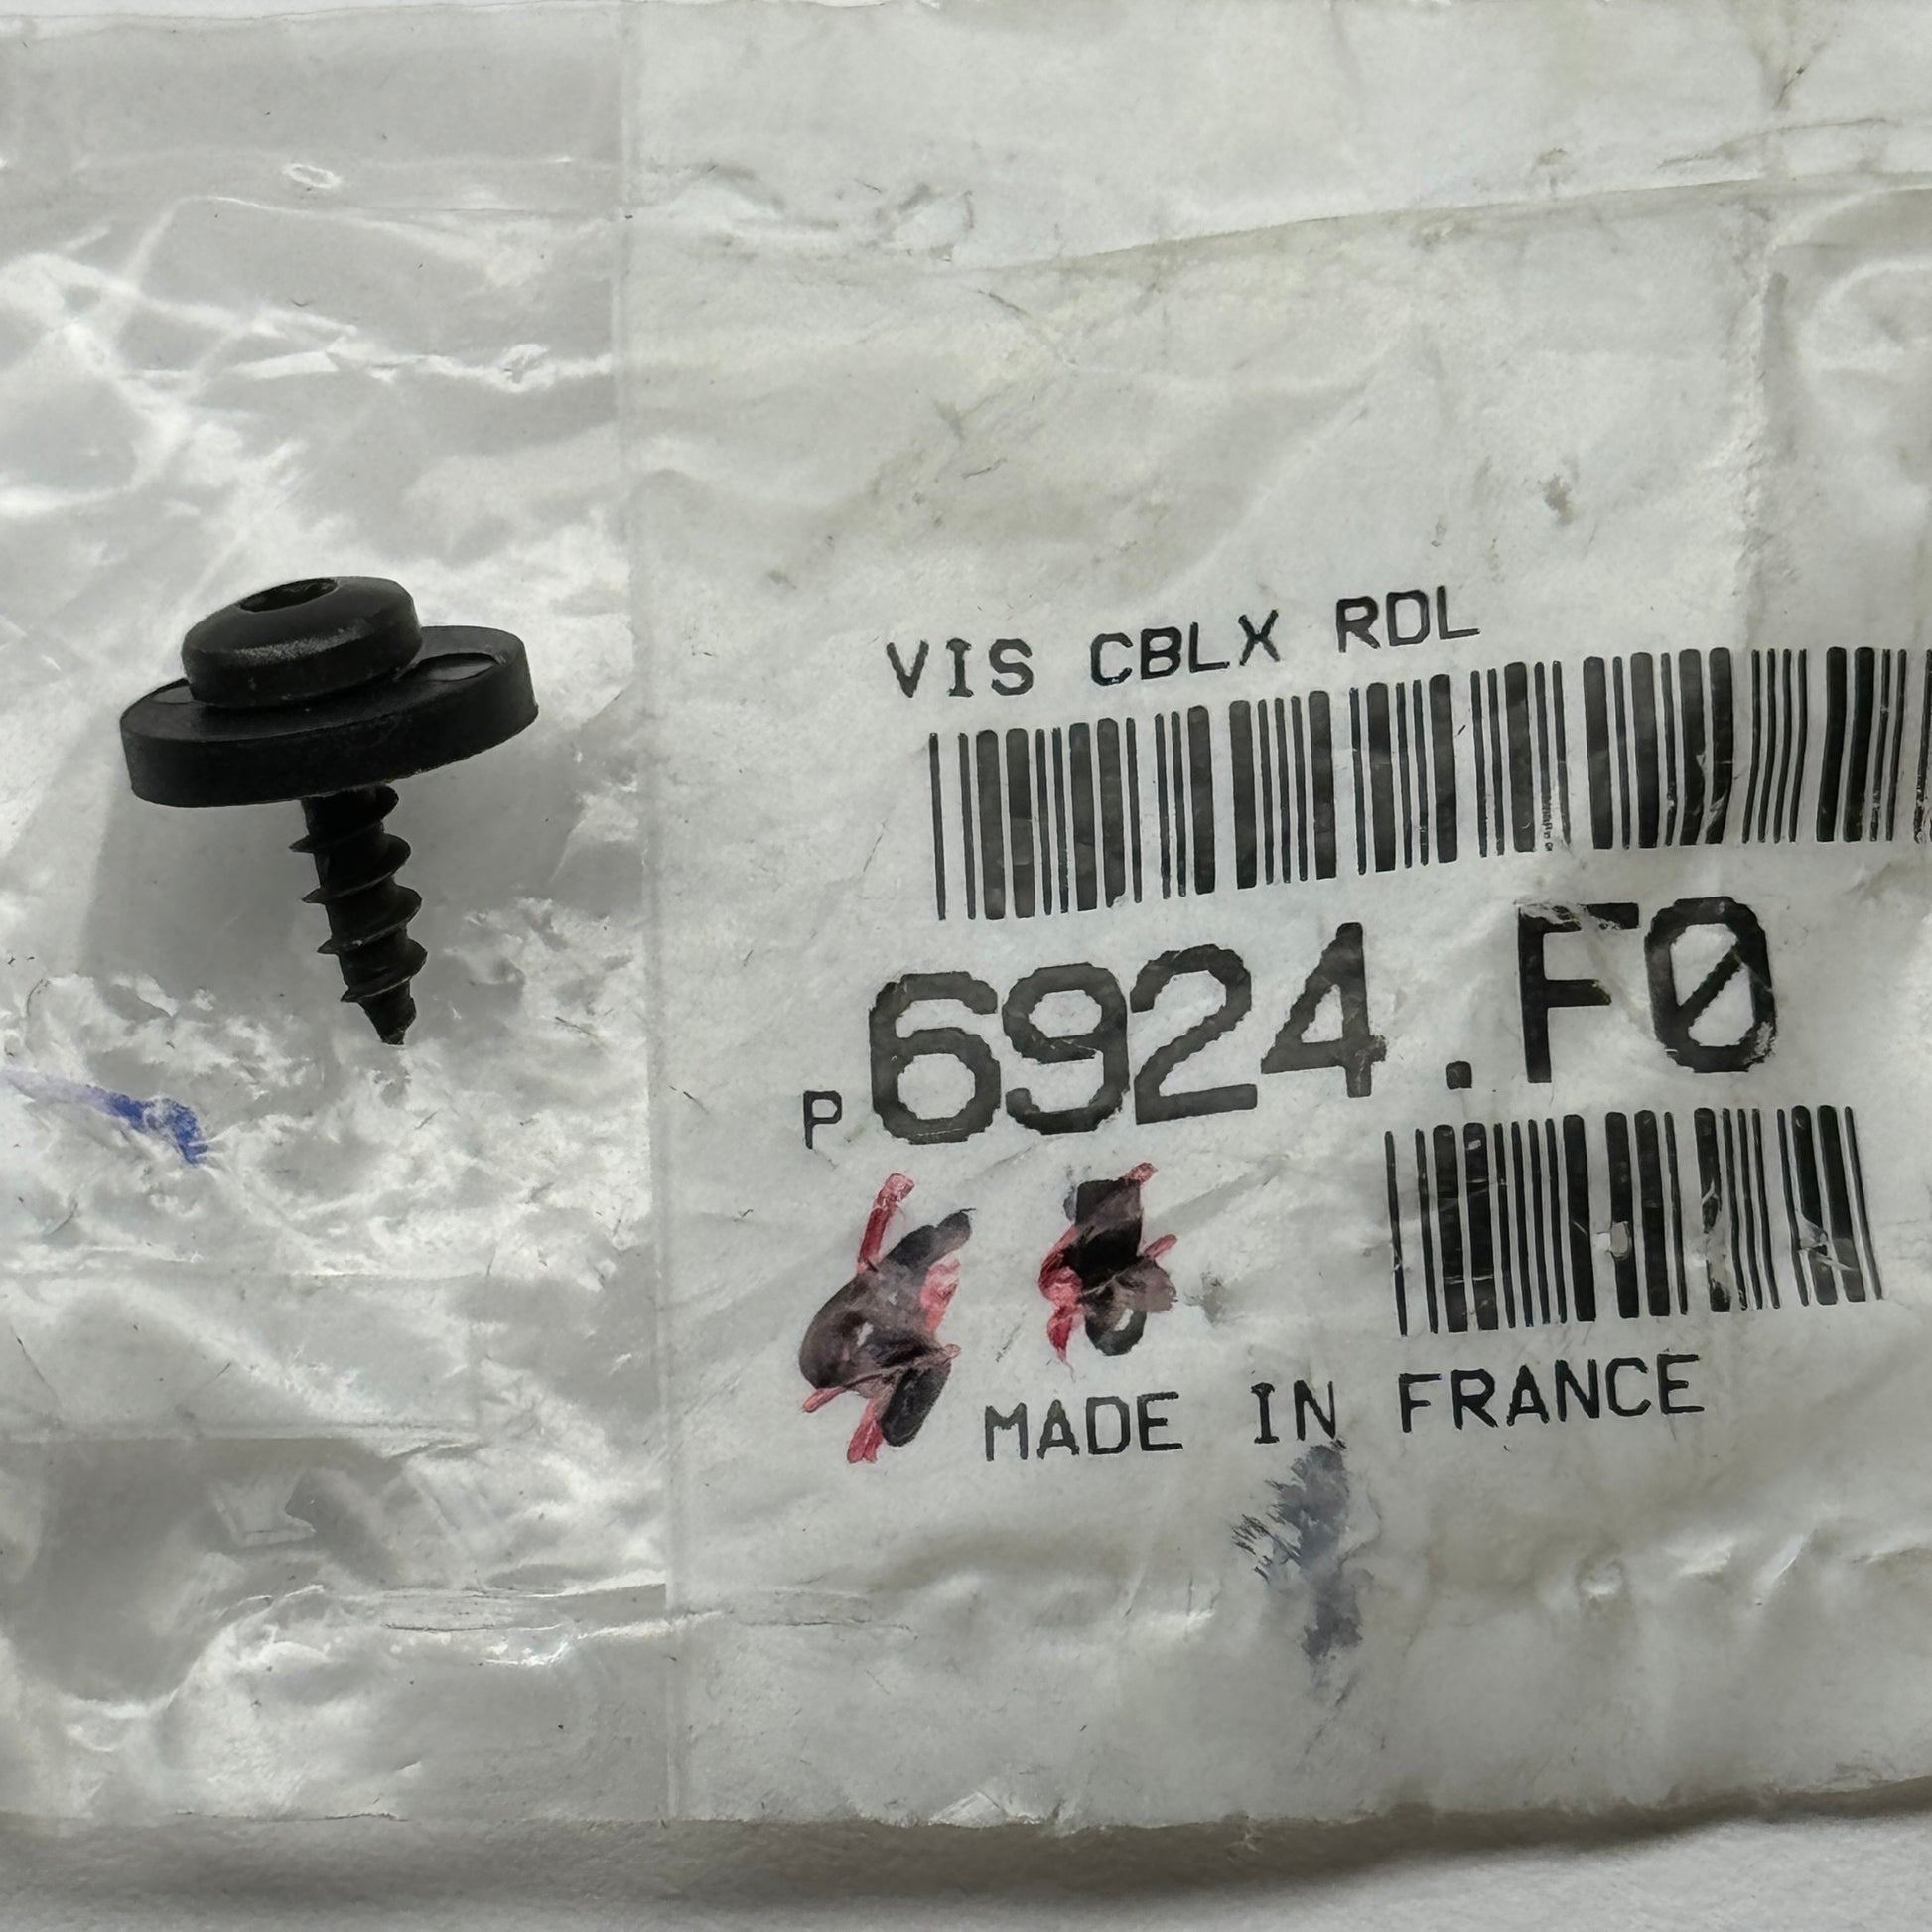 VIS CBLX RDL
P 6924.F0
MADE IN FRANCE